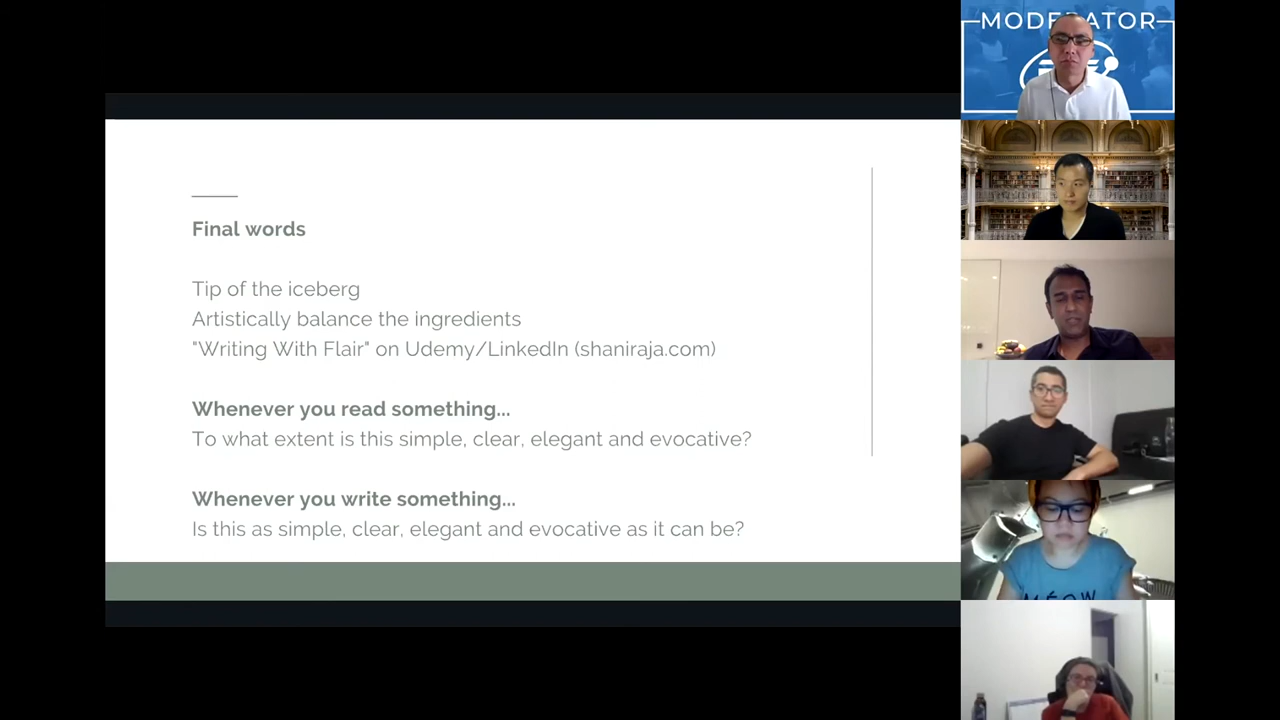 MODERATOR
Final words
Tip of the iceberg
Artistically balance the ingredients
"Writing With Flair" on Udemy/LinkedIn (shaniraja.com)
Whenever you read something...
To what extent is this simple, clear, elegant and evocative?
Whenever you write something...
Is this as simple, clear, elegant and evocative as it can be?
MÉOW